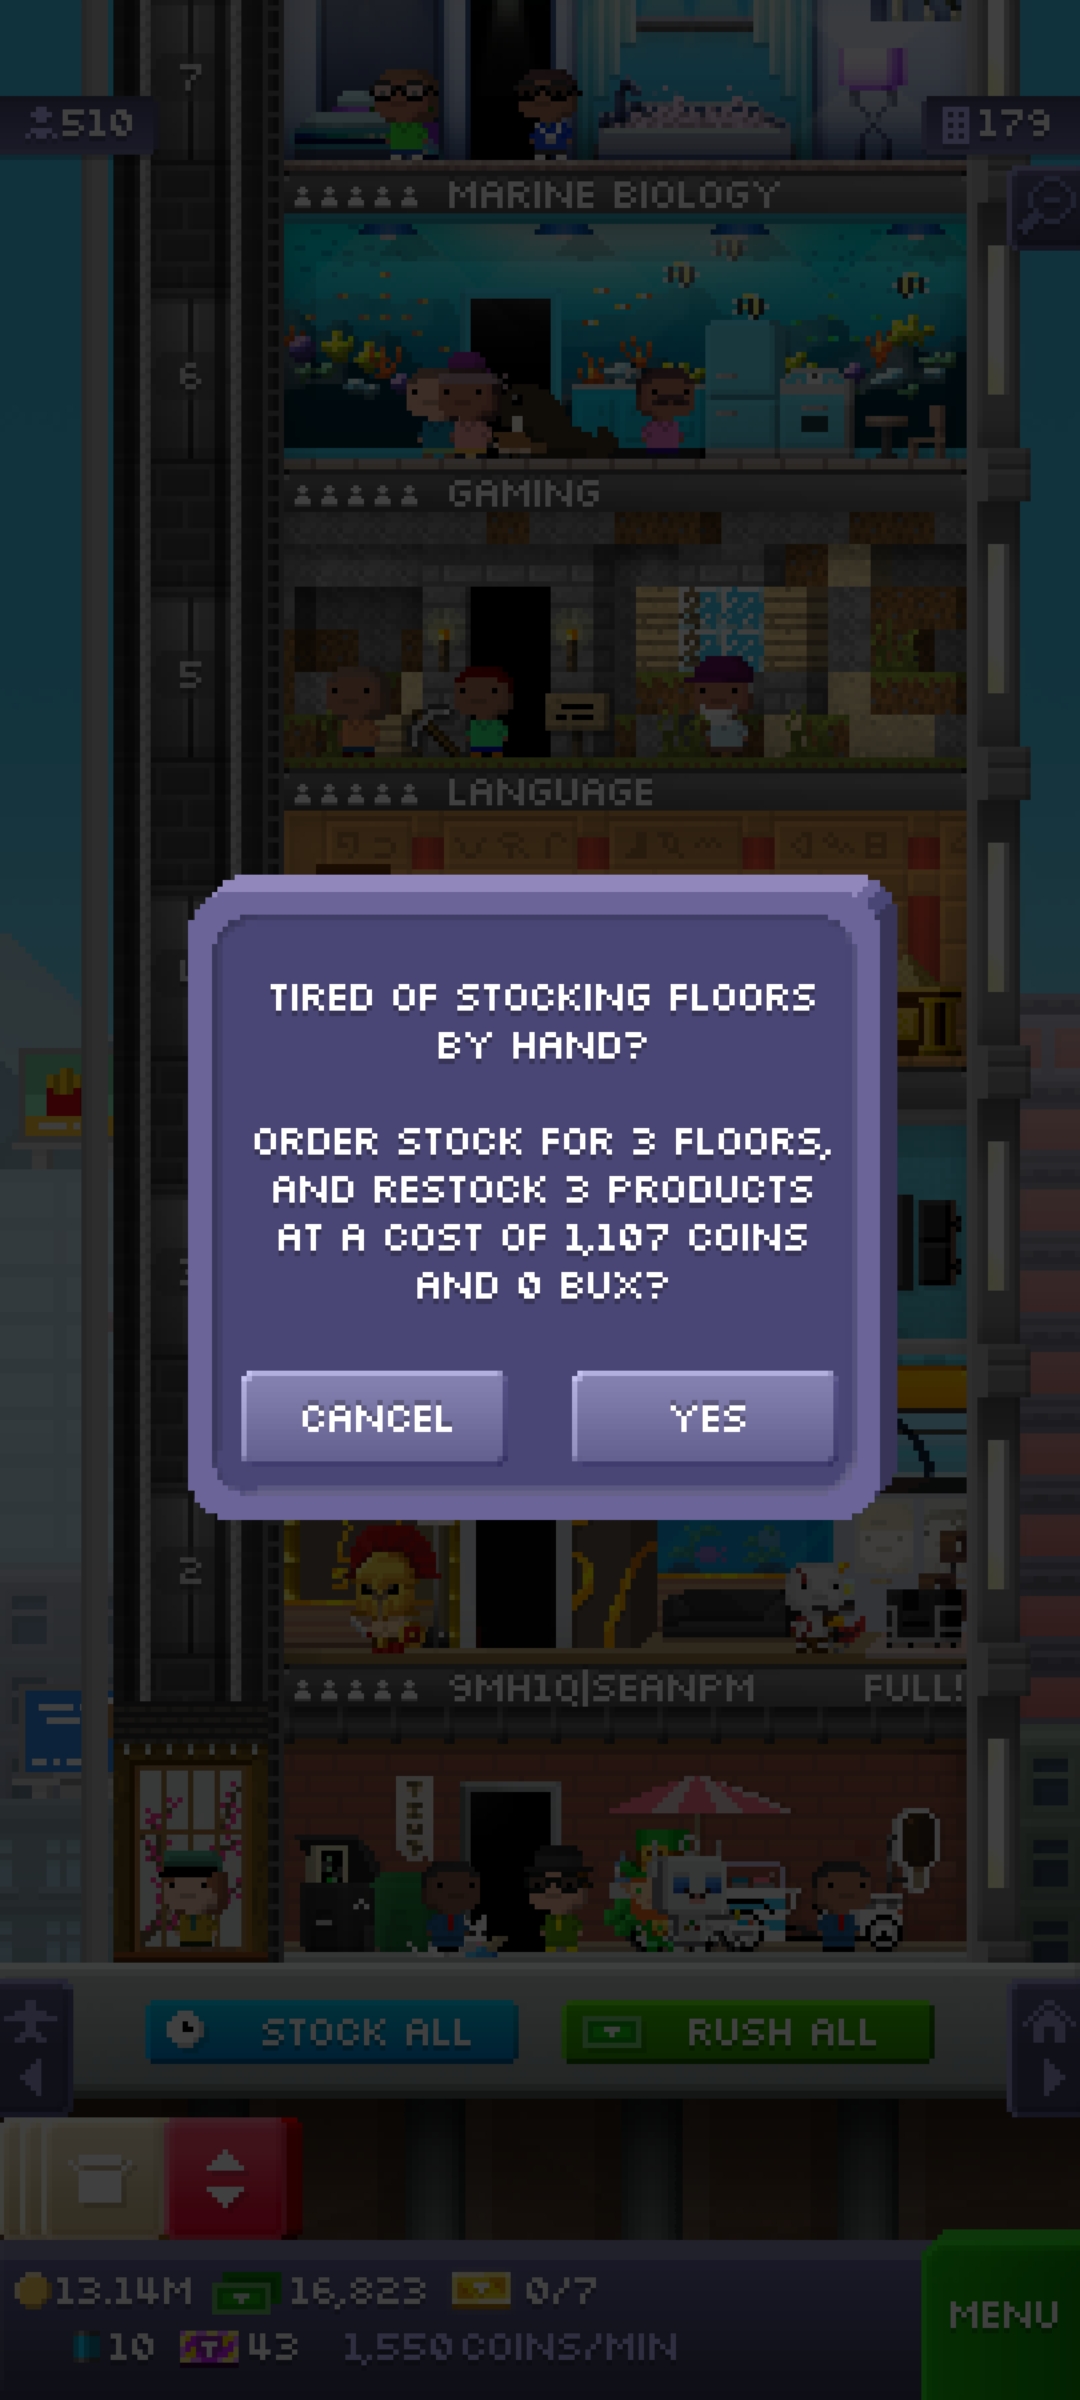 7
510
179
MARINE BIOLOGY
6
GAMING
5
LANGUAGE
TIRED OF STOCKING FLOORS
BY HAND?
ORDER STOCK FOR 3 FLOORS,
AND RESTOCK 3 PRODUCTS
AT A COST OF 1,107 COINS
AND 0 BUX?
CANCEL
YES
2
9MH1Q|SEANPM
FULL!
TINY
STOCK ALL
RUSH ALL
13.14M
16,823
0/7
10
43
1,550 COINS/MIN
MENU